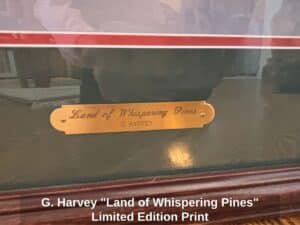 Land of Whispering Pines
G. HARVEY
G. Harvey "Land of Whispering Pines"
Limited Edition Print